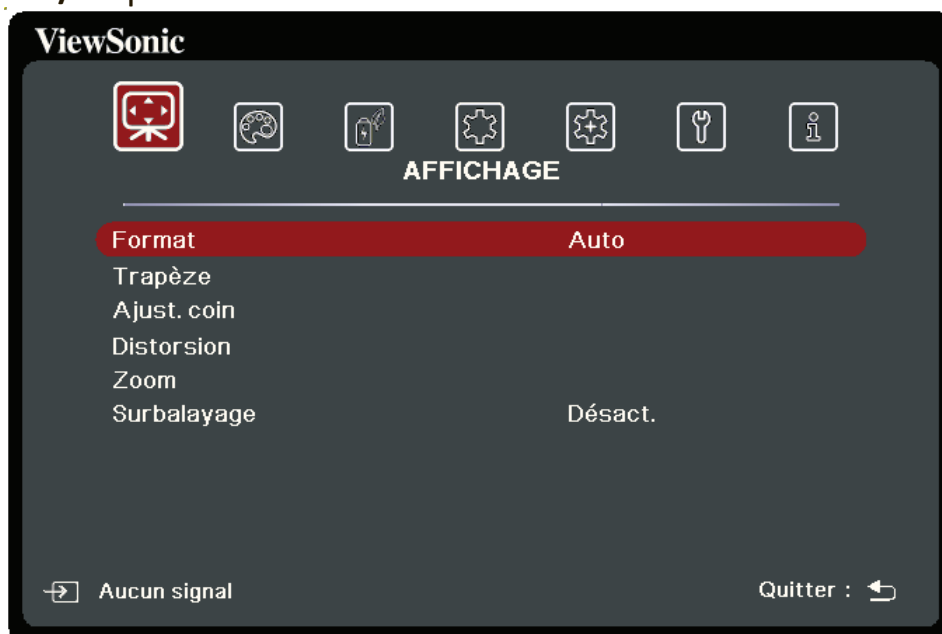 ViewSonic
AFFICHAGE
Format Auto
Trapèze
Ajust. coin
Distorsion
Zoom
Surbalayage Désact.
Aucun signal Quitter :